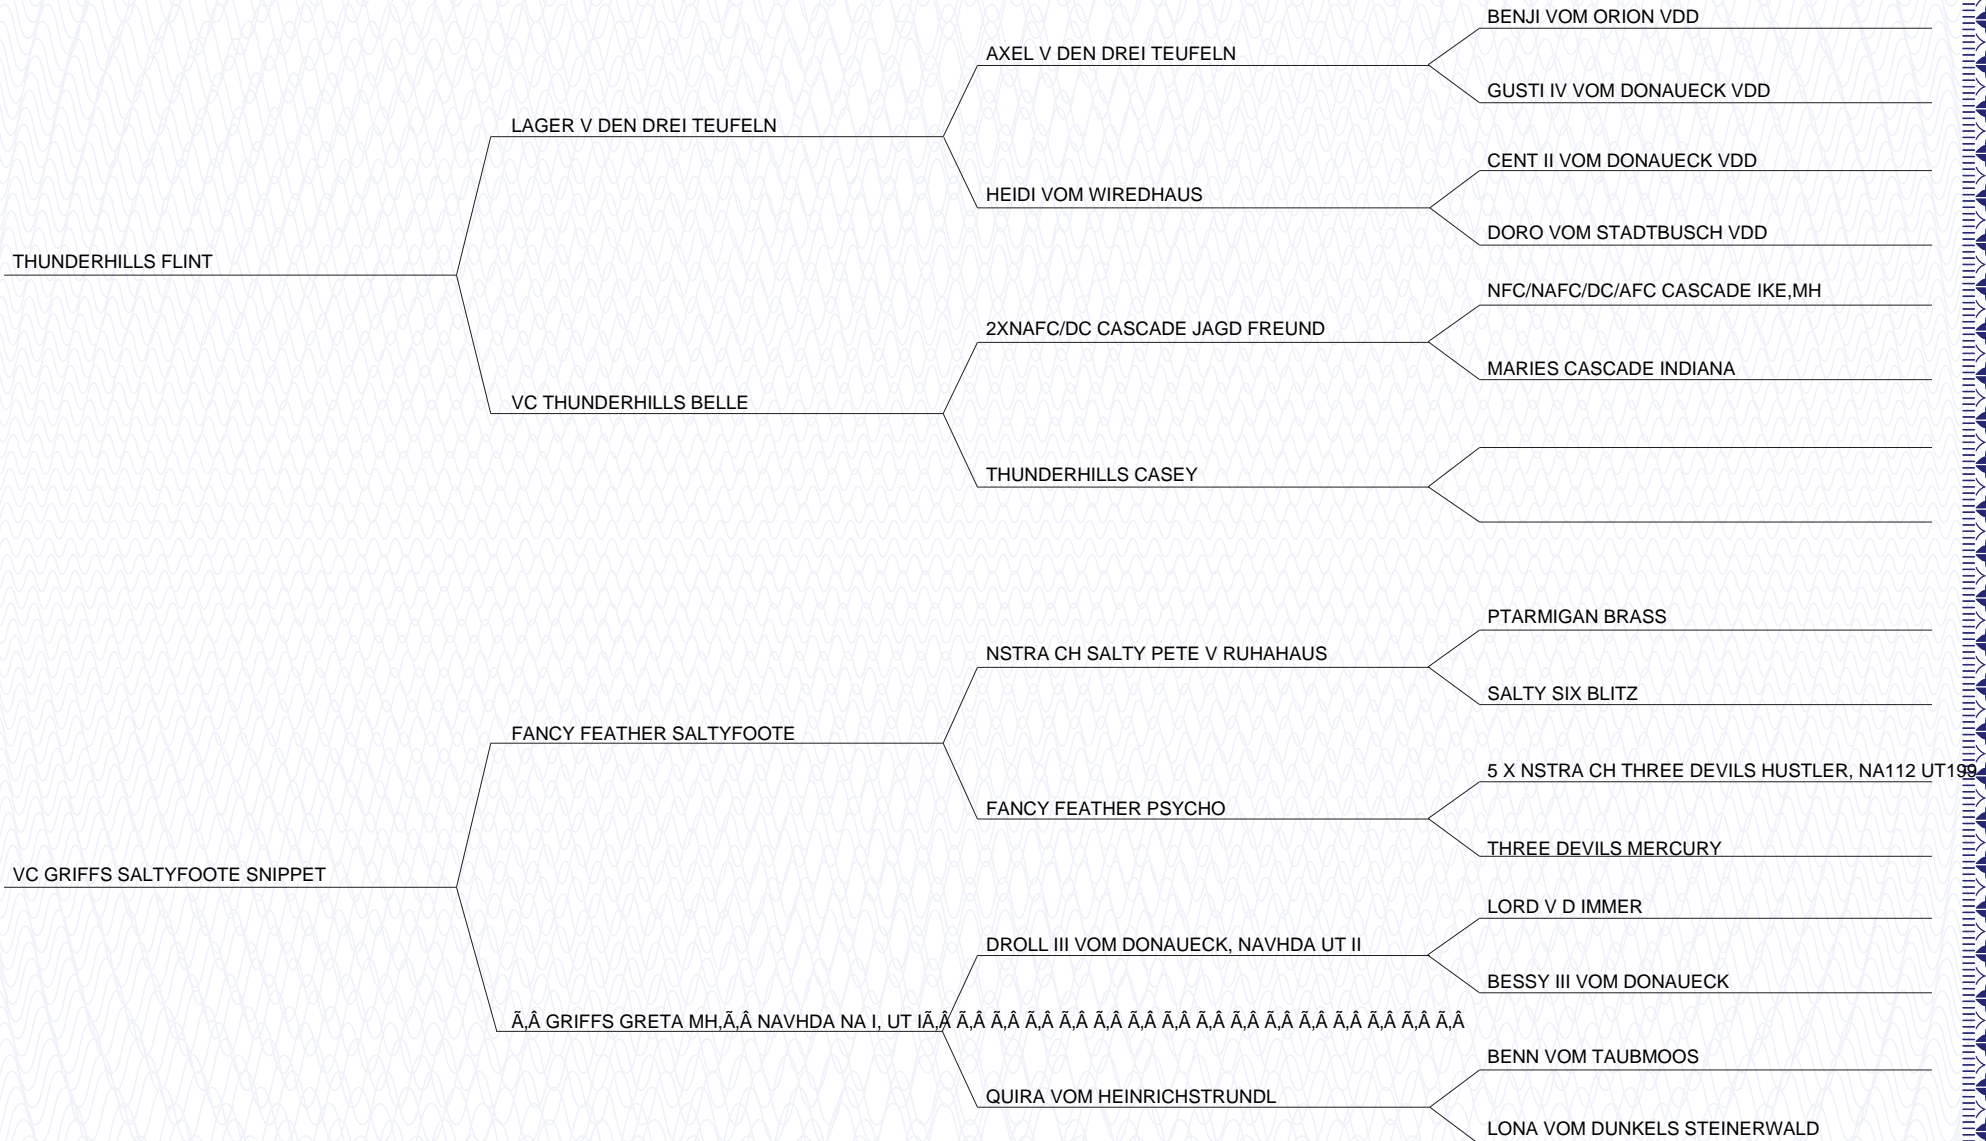 BENJI VOM ORION VDD
AXEL V DEN DREI TEUFELN
GUSTI IV VOM DONAUECK VDD
LAGER V DEN DREI TEUFELN
CENT II VOM DONAUECK VDD
HEIDI VOM WIREDHAUS
DORO VOM STADTBUSCH VDD
THUNDERHILLS FLINT
NFC/NAFC/DC/AFC CASCADE IKE,MH
2XNAFC/DC CASCADE JAGD FREUND
MARIES CASCADE INDIANA
VC THUNDERHILLS BELLE
THUNDERHILLS CASEY
PTARMIGAN BRASS
NSTRA CH SALTY PETE V RUHAHAUS
SALTY SIX BLITZ
FANCY FEATHER SALTYFOOTE
5 X NSTRA CH THREE DEVILS HUSTLER, NA112 UT199
FANCY FEATHER PSYCHO
THREE DEVILS MERCURY
VC GRIFFS SALTYFOOTE SNIPPET
LORD V D IMMER
DROLL III VOM DONAUECK, NAVHDA UT II
BESSY III VOM DONAUECK
Ã,Â GRIFFS GRETA MH,Ã,Â NAVHDA NA I, UT IÃ,Â Ã,Â Ã,Â Ã,Â Ã,Â Ã,Â Ã,Â Ã,Â Ã,Â Ã,Â Ã,Â Ã,Â Ã,Â Ã,Â Ã,Â Ã,Â
BENN VOM TAUBMOOS
QUIRA VOM HEINRICHSTRUNDL
LONA VOM DUNKELS STEINERWALD